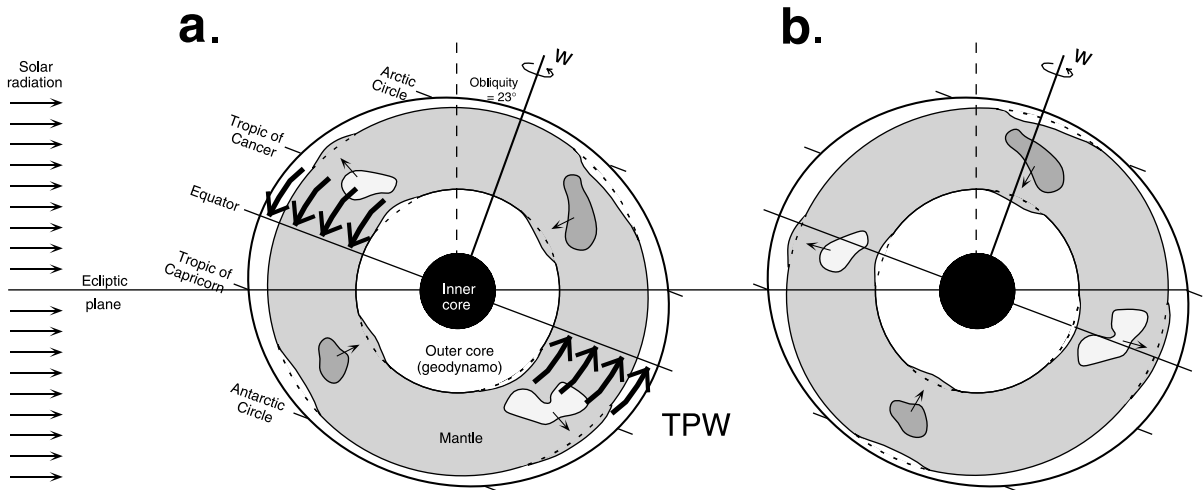 a.
b.
Solar
radiation
Arctic
Circle
Obliquity
= 23°
W
W
Tropic of
Cancer
Equator
Tropic of
Capricorn
Ecliptic
plane
Inner
core
Outer core
(geodynamo)
Antarctic
Circle
Mantle
TPW